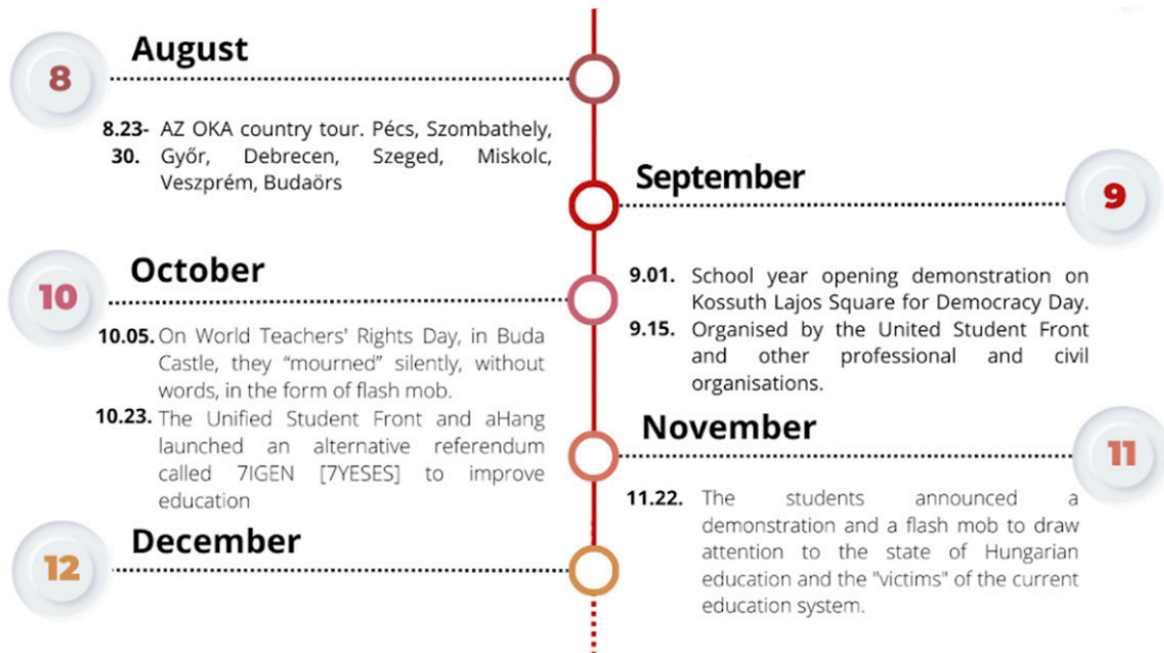 August
8
8.23- AZ OKA country tour. Pécs, Szombathely,
30. Győr, Debrecen, Szeged, Miskolc,
Veszprém, Budaörs
September
9
9.01. School year opening demonstration on
Kossuth Lajos Square for Democracy Day.
9.15. Organised by the United Student Front
and other professional and civil
organisations.
October
10
10.05. On World Teachers' Rights Day, in Buda
Castle, they “mourned” silently, without
words, in the form of flash mob.
10.23. The Unified Student Front and aHang
launched an alternative referendum
called 7IGEN [7YESES] to improve
education
November
11
11.22. The students announced a
demonstration and a flash mob to draw
attention to the state of Hungarian
education and the "victims" of the current
education system.
December
12